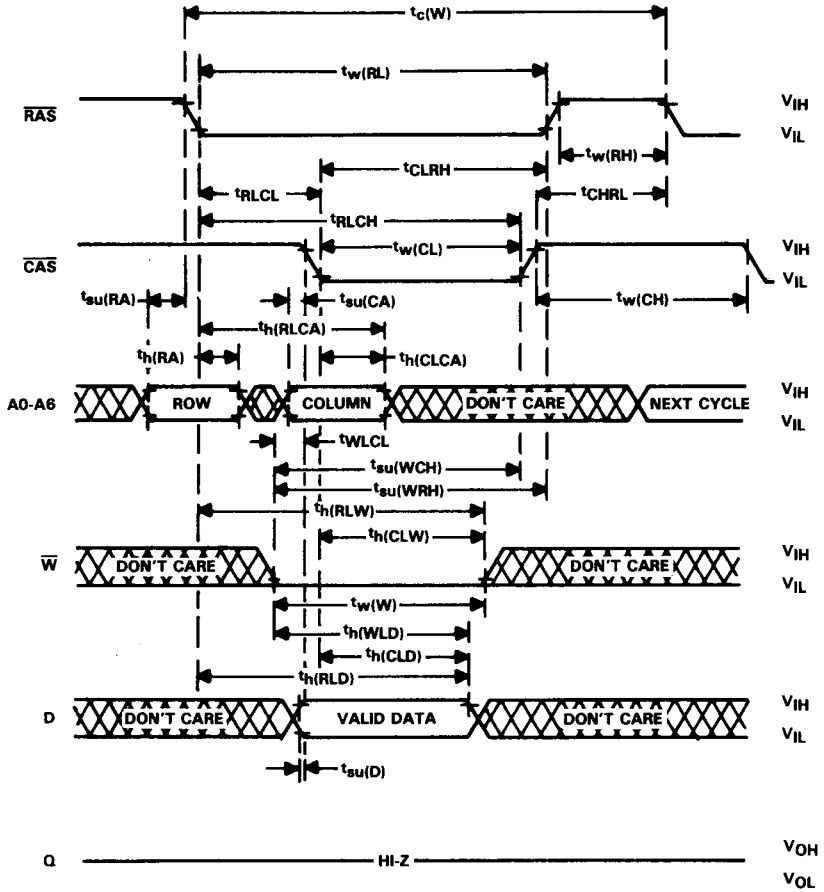 tc(W)
tw(RL)
RAS
VIH
VIL
tw(RH)
tCLRH
tRLCL
tCHRL
tRLCH
CAS
tw(CL)
VIH
VIL
tsu(RA)
tsu(CA)
tw(CH)
th(RLCA)
th(RA)
th(CLCA)
A0-A6
ROW
COLUMN
DON'T CARE
NEXT CYCLE
VIH
VIL
tWLCL
tsu(WCH)
tsu(WRH)
th(RLW)
th(CLW)
W
DON'T CARE
DON'T CARE
VIH
VIL
tw(W)
th(WLD)
th(CLD)
th(RLD)
D
DON'T CARE
VALID DATA
DON'T CARE
VIH
VIL
tsu(D)
Q
HI-Z
VOH
VOL